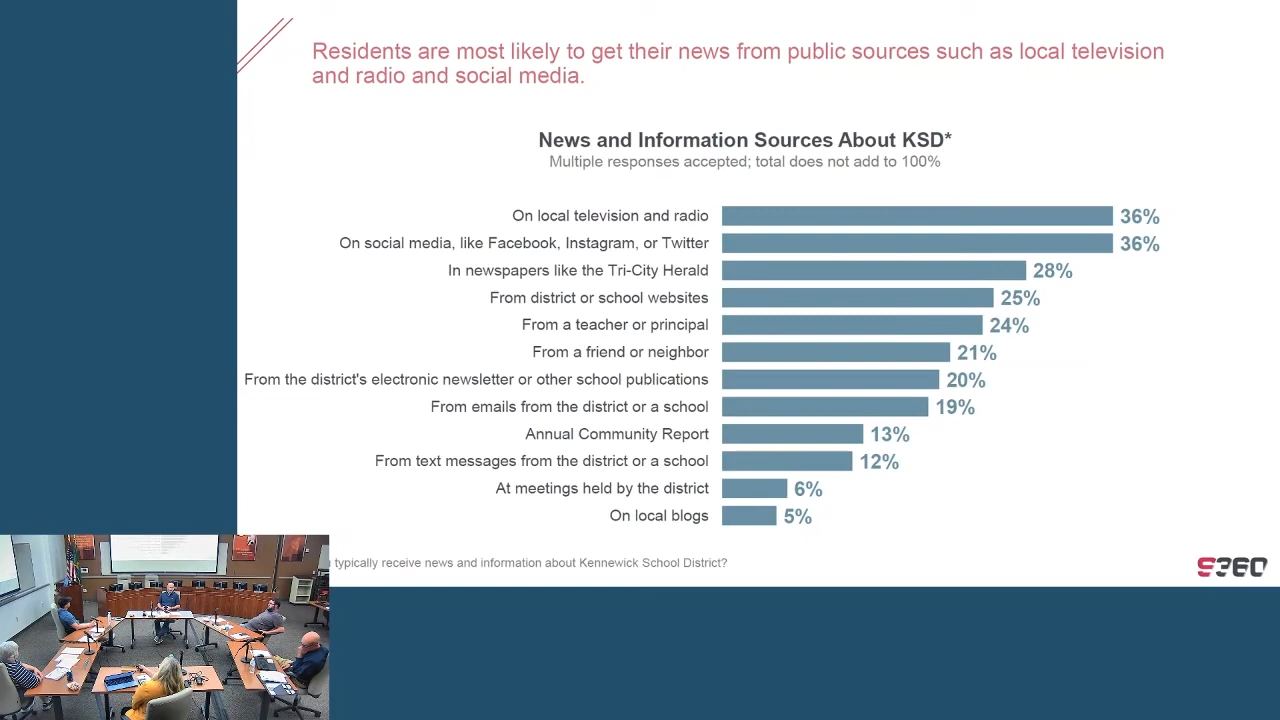 Residents are most likely to get their news from public sources such as local television
and radio and social media.
News and Information Sources About KSD*
Multiple responses accepted; total does not add to 100%
On local television and radio 36%
On social media, like Facebook, Instagram, or Twitter 36%
In newspapers like the Tri-City Herald 28%
From district or school websites 25%
From a teacher or principal 24%
From a friend or neighbor 21%
From the district's electronic newsletter or other school publications 20%
From emails from the district or a school 19%
Annual Community Report 13%
From text messages from the district or a school 12%
At meetings held by the district 6%
On local blogs 5%
typically receive news and information about Kennewick School District?
S360